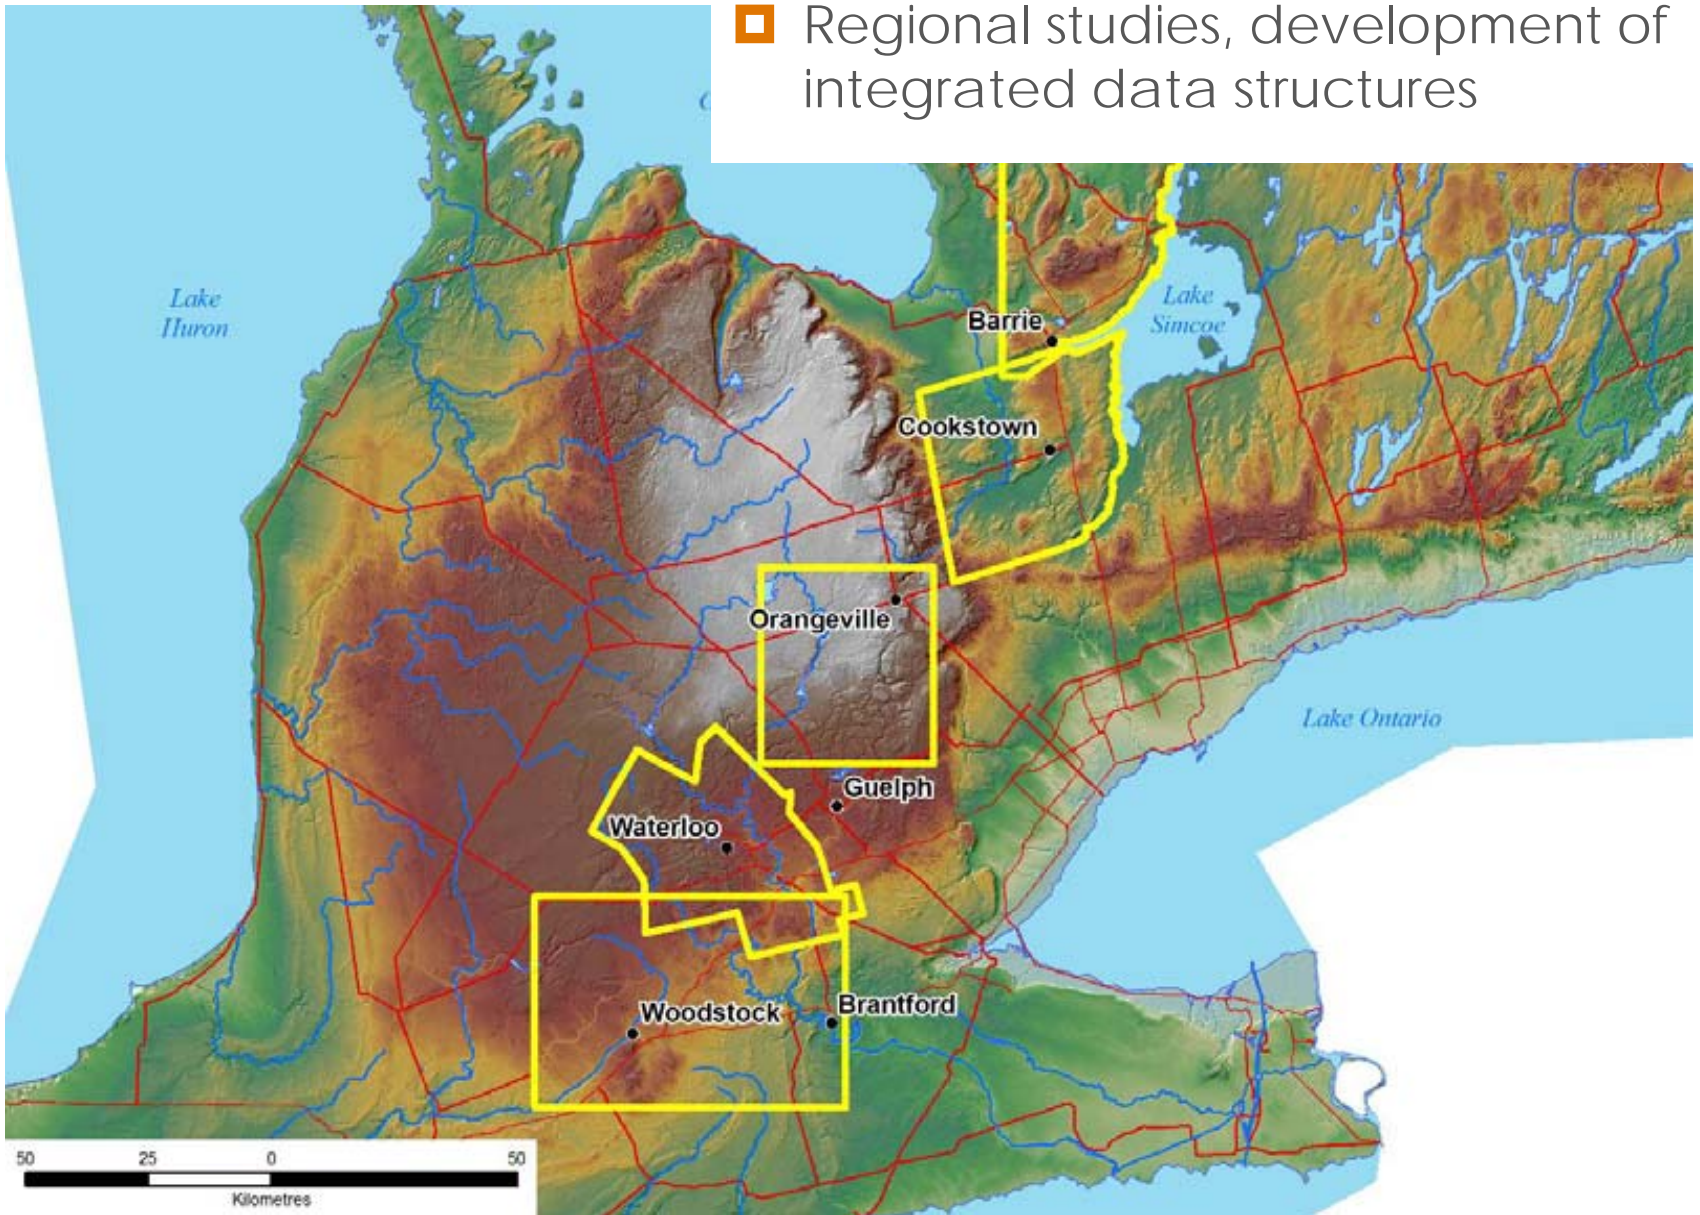 Regional studies, development of
integrated data structures
Lake
Huron
Barrie
Lake
Simcoe
Cookstown
Orangeville
Lake Ontario
Guelph
Waterloo
Woodstock
Brantford
50 25 0 50
Kilometres